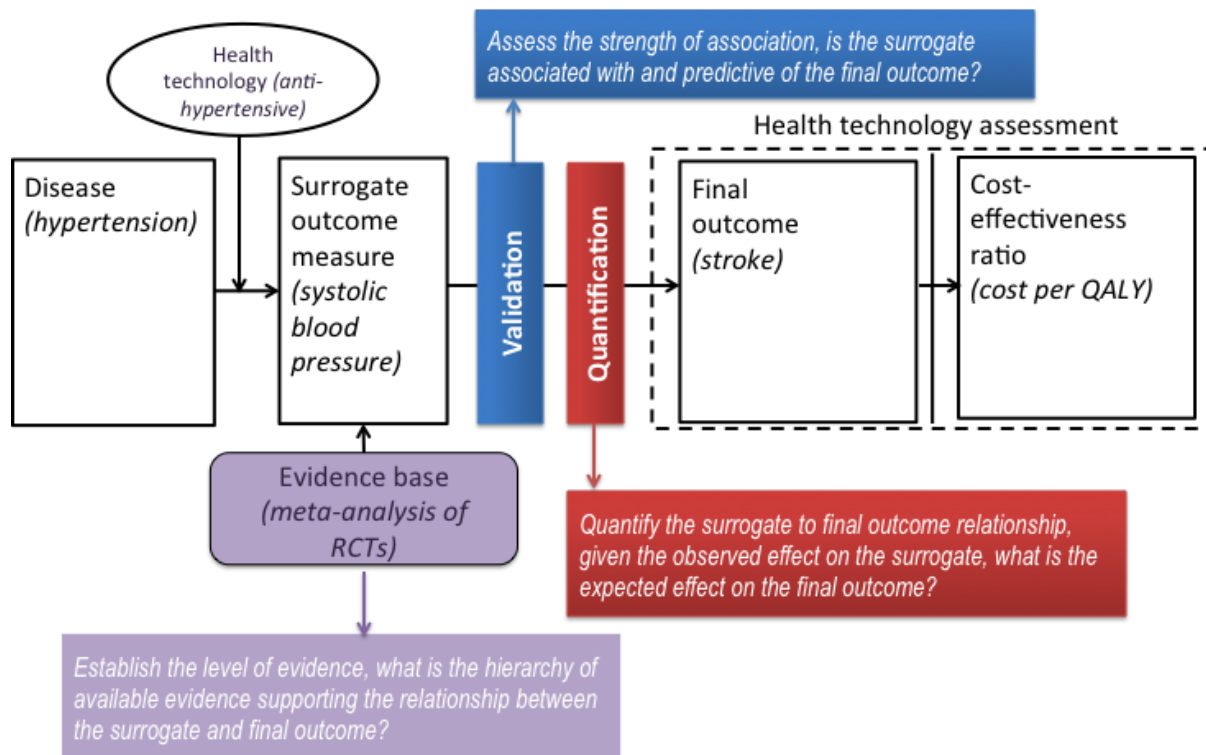 Health
technology (anti-
hypertensive)
Assess the strength of association, is the surrogate
associated with and predictive of the final outcome?
Health technology assessment
Disease
(hypertension)
Surrogate
outcome
measure
(systolic
blood
pressure)
Validation
Quantification
Final
outcome
(stroke)
Cost-
effectiveness
ratio
(cost per QALY)
Evidence base
(meta-analysis of
RCTs)
Quantify the surrogate to final outcome relationship,
given the observed effect on the surrogate, what is the
expected effect on the final outcome?
Establish the level of evidence, what is the hierarchy of
available evidence supporting the relationship between
the surrogate and final outcome?